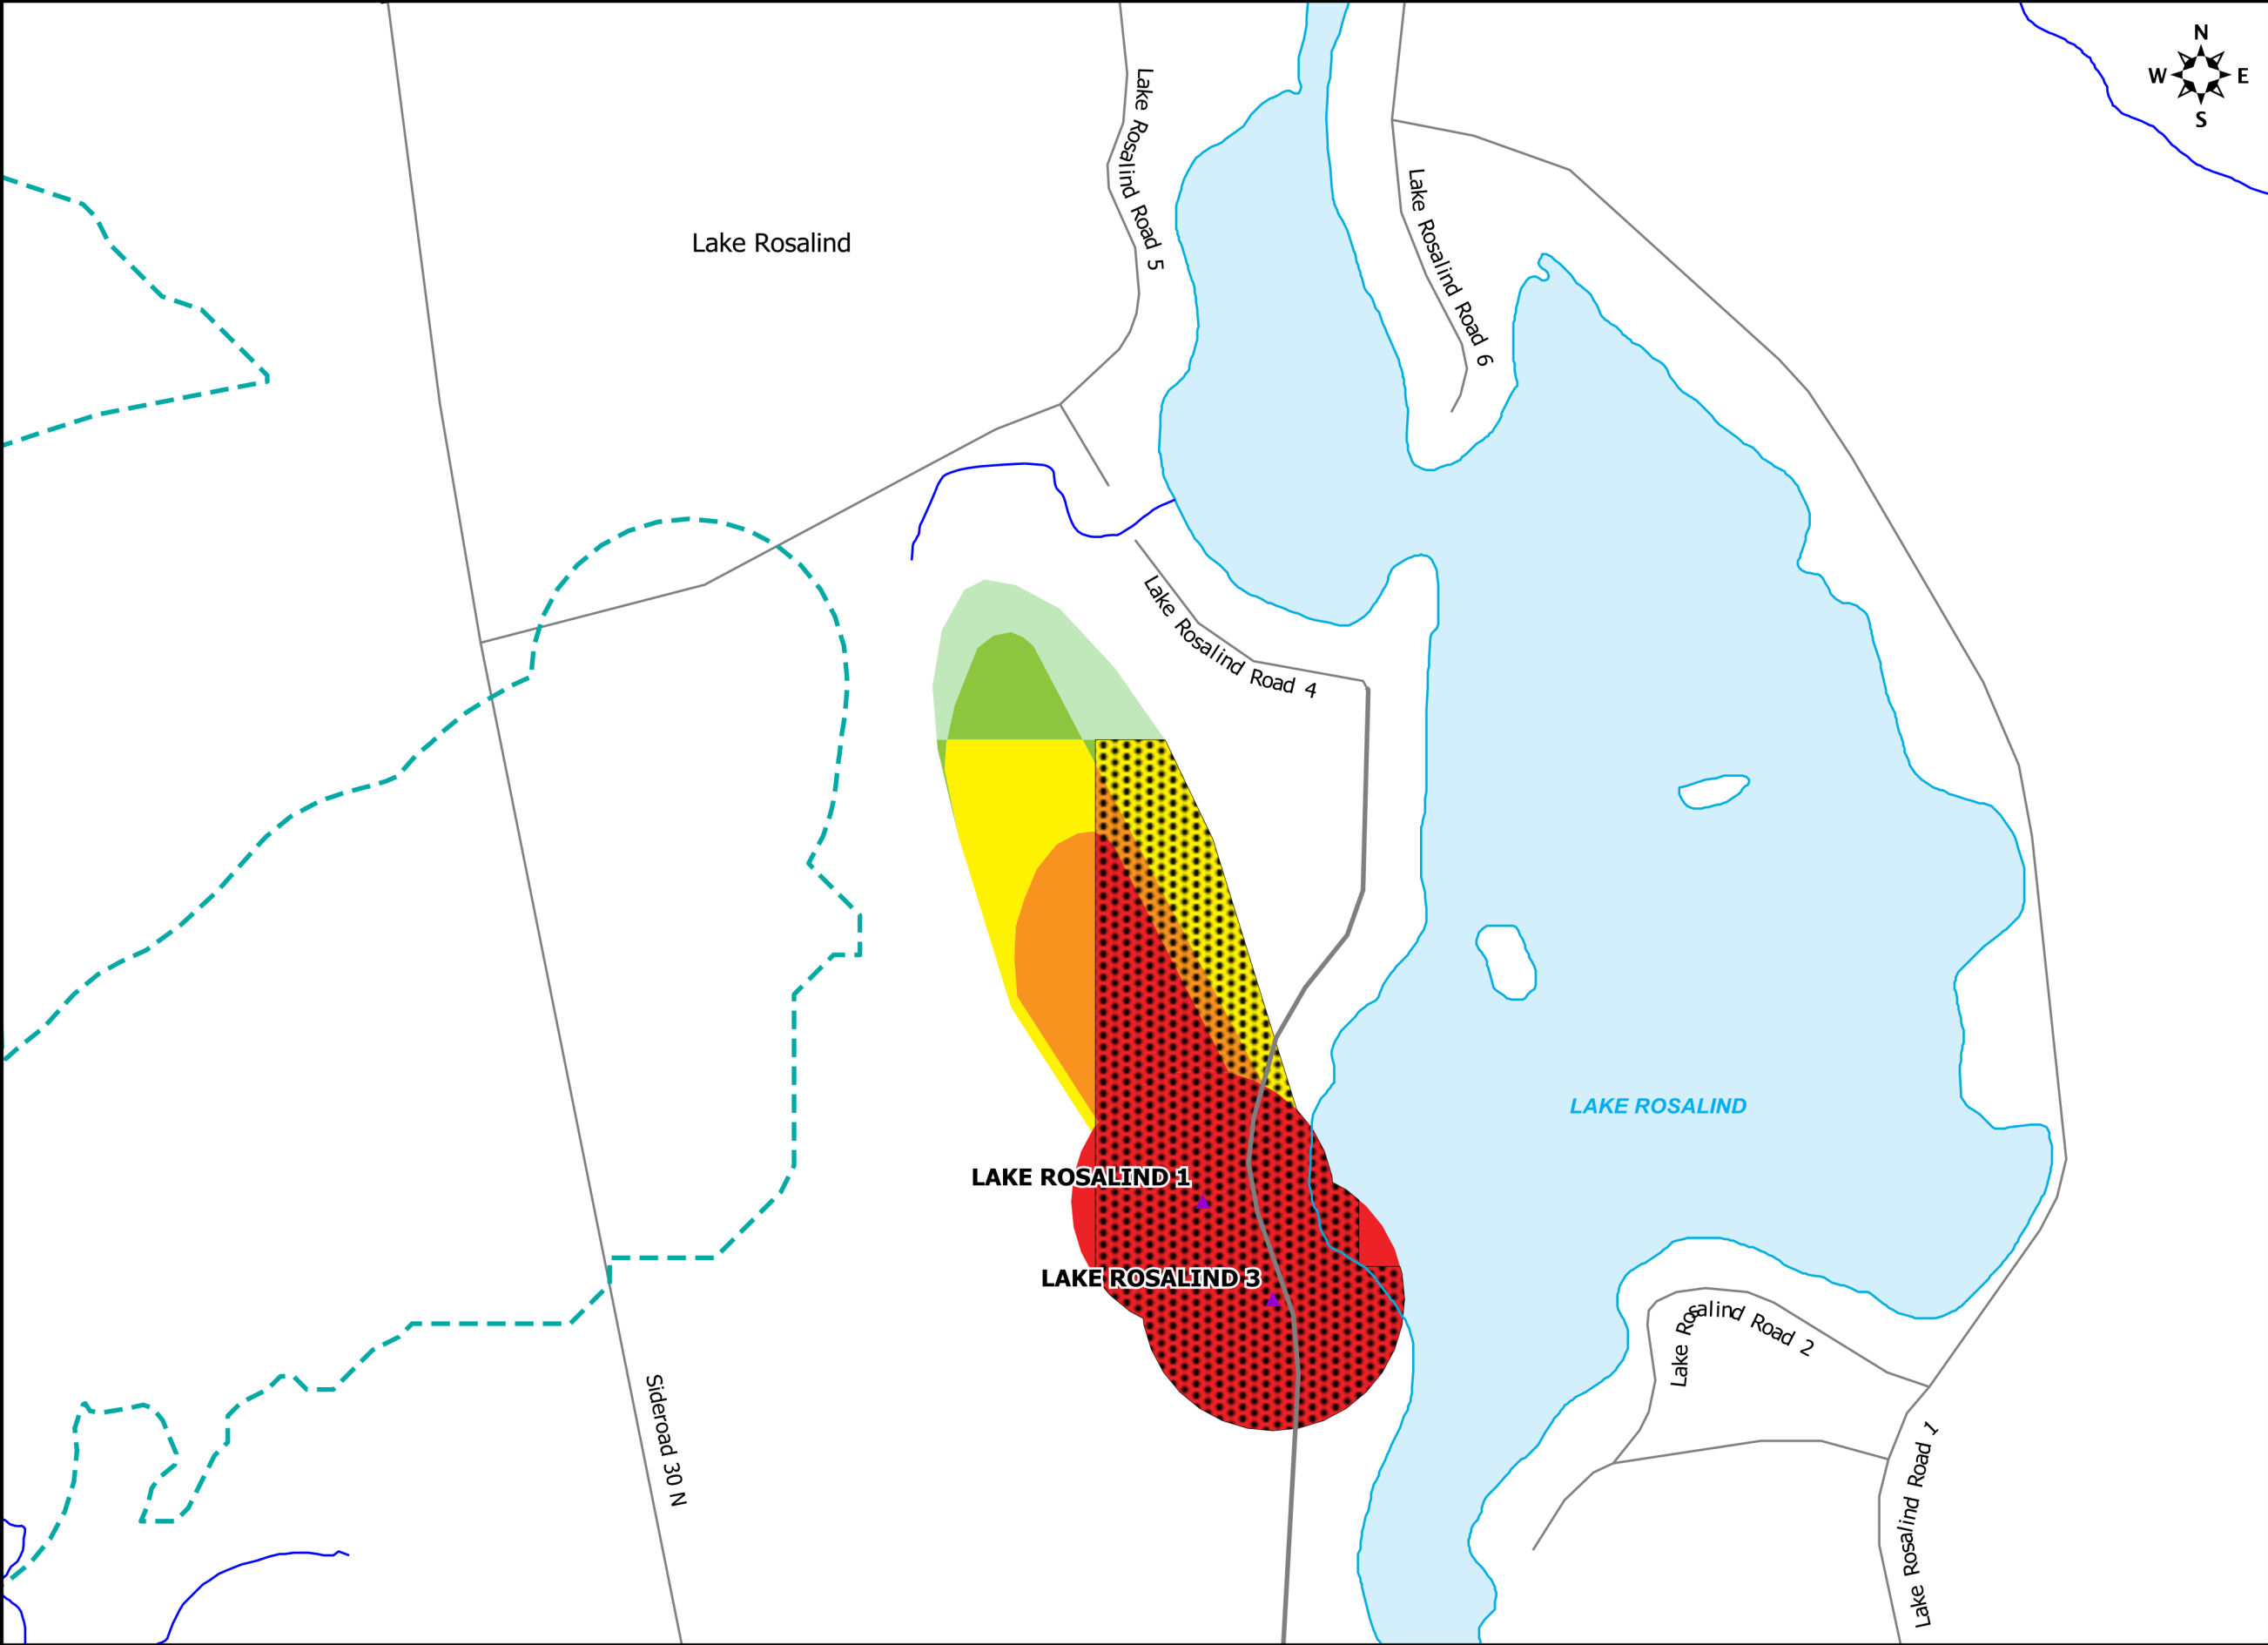 N
W E
S
Lake Rosalind Road 5
Lake Rosalind Road 6
Lake Rosalind
Lake Rosalind Road 4
LAKE ROSALIND
LAKE ROSALIND 1
LAKE ROSALIND 3
Lake Rosalind Road 2
Sideroad 30 N
Lake Rosalind Road 1